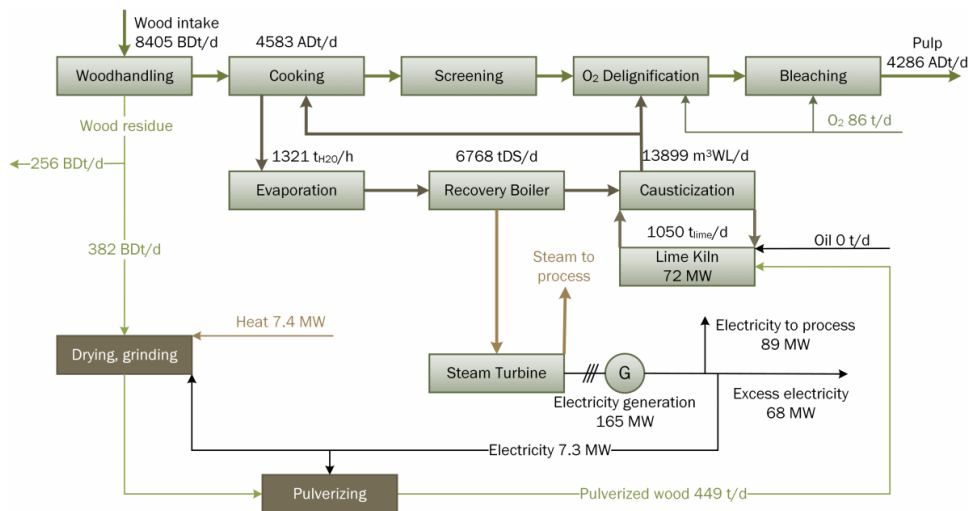 Wood intake
8405 BDt/d
4583 ADt/d
Pulp
4286 ADt/d
Woodhandling
Cooking
Screening
O₂ Delignification
Bleaching
Wood residue
O₂ 86 t/d
256 BDt/d
1321 tH2O/h
6768 tDS/d
13899 m³WL/d
Evaporation
Recovery Boiler
Causticization
1050 tlime/d
382 BDt/d
Oil 0 t/d
Lime Kiln
72 MW
Steam to
process
Heat 7.4 MW
Electricity to process
89 MW
Drying, grinding
Steam Turbine
G
Electricity generation
165 MW
Excess electricity
68 MW
Electricity 7.3 MW
Pulverizing
Pulverized wood 449 t/d